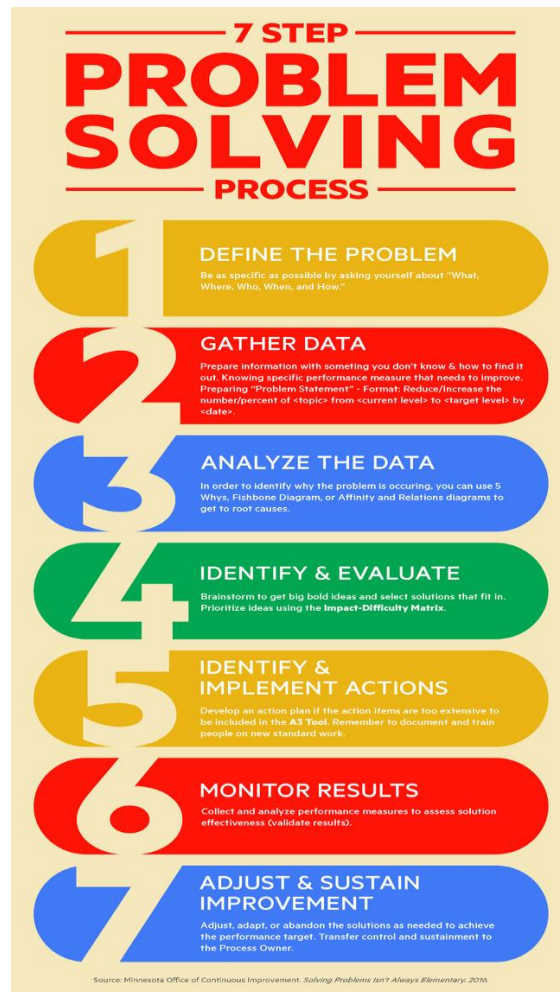 7 STEP
PROBLEM
SOLVING
PROCESS
1
DEFINE THE PROBLEM
Be as specific as possible by asking yourself about "What,
Where, Who, When, and How."
2
GATHER DATA
Prepare information with someting you don't know & how to find it
out. Knowing specific performance measure that needs to improve.
Preparing "Problem Statement" - Format: Reduce/Increase the
number/percent of <topic> from <current level> to <target level> by
<date>.
3
ANALYZE THE DATA
In order to identify why the problem is occuring, you can use 5
Whys, Fishbone Diagram, or Affinity and Relations diagrams to
get to root causes.
4
IDENTIFY & EVALUATE
Brainstorm to get big bold ideas and select solutions that fit in.
Prioritize ideas using the Impact-Difficulty Matrix.
5
IDENTIFY &
IMPLEMENT ACTIONS
Develop an action plan if the action items are too extensive to
be included in the A3 Tool. Remember to document and train
people on new standard work.
6
MONITOR RESULTS
Collect and analyze performance measures to assess solution
effectiveness (validate results).
7
ADJUST & SUSTAIN
IMPROVEMENT
Adjust, adapt, or abandon the solutions as needed to achieve
the performance target. Transfer control and sustainment to
the Process Owner.
Source: Minnesota Office of Continuous Improvement. Solving Problems Isn't Always Elementary. 2016.